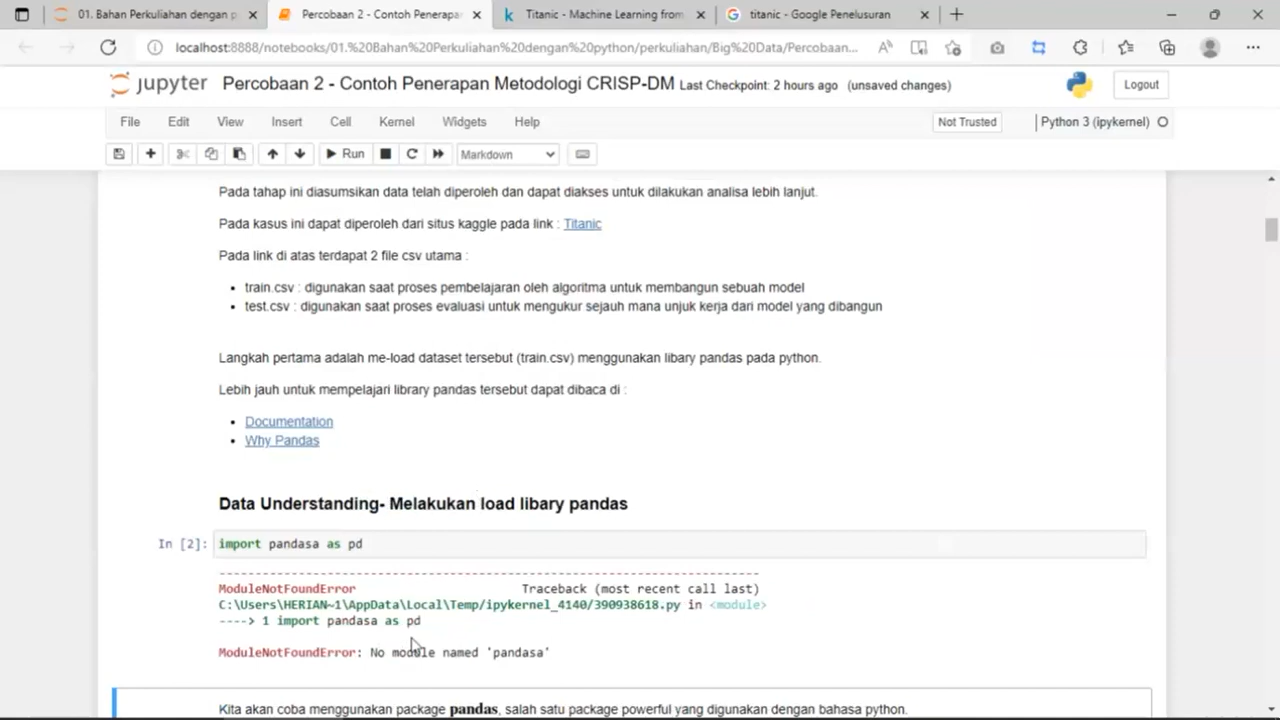 01. Bahan Perkuliahan dengan p
Percobaan 2 - Contoh Penerapa
Titanic - Machine Learning from
titanic - Google Penelusuran
localhost:8888/notebooks/01.%20Bahan%20Perkuliahan%20dengan%20python/perkuliahan/Big%20Data/Percobaan...
jupyter Percobaan 2 - Contoh Penerapan Metodologi CRISP-DM Last Checkpoint: 2 hours ago (unsaved changes) Logout
File Edit View Insert Cell Kernel Widgets Help Not Trusted Python 3 (ipykernel)
Run Markdown
Pada tahap ini diasumsikan data telah diperoleh dan dapat diakses untuk dilakukan analisa lebih lanjut.
Pada kasus ini dapat diperoleh dari situs kaggle pada link : Titanic
Pada link di atas terdapat 2 file csv utama :
• train.csv : digunakan saat proses pembelajaran oleh algoritma untuk membangun sebuah model
• test.csv : digunakan saat proses evaluasi untuk mengukur sejauh mana unjuk kerja dari model yang dibangun
Langkah pertama adalah me-load dataset tersebut (train.csv) menggunakan libary pandas pada python.
Lebih jauh untuk mempelajari library pandas tersebut dapat dibaca di :
• Documentation
• Why Pandas
Data Understanding- Melakukan load libary pandas
In [2]: import pandasa as pd
---------------------------------------------------------------------------
ModuleNotFoundError Traceback (most recent call last)
C:\Users\HERIAN~1\AppData\Local\Temp/ipykernel_4140/390938618.py in <module>
----> 1 import pandasa as pd
ModuleNotFoundError: No module named 'pandasa'
Kita akan coba menggunakan package pandas, salah satu package powerful yang digunakan dengan bahasa python.